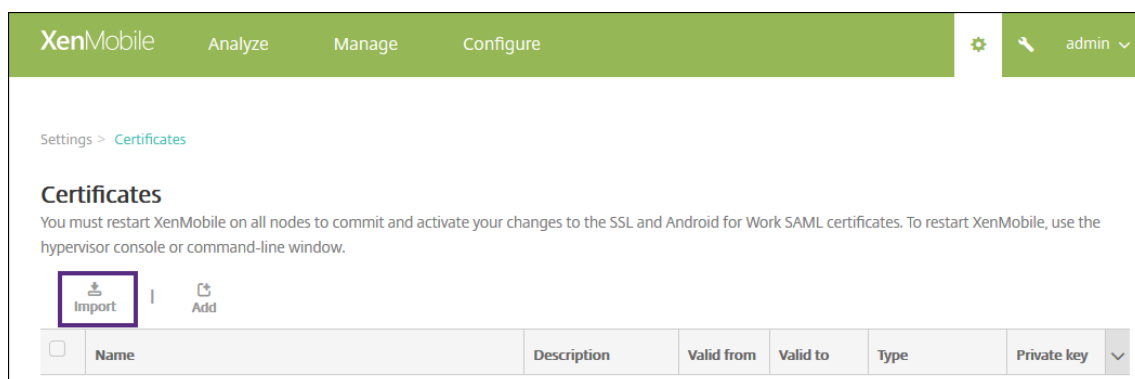 XenMobile Analyze Manage Configure admin
Settings > Certificates
Certificates
You must restart XenMobile on all nodes to commit and activate your changes to the SSL and Android for Work SAML certificates. To restart XenMobile, use the
hypervisor console or command-line window.
Import | Add
Name Description Valid from Valid to Type Private key